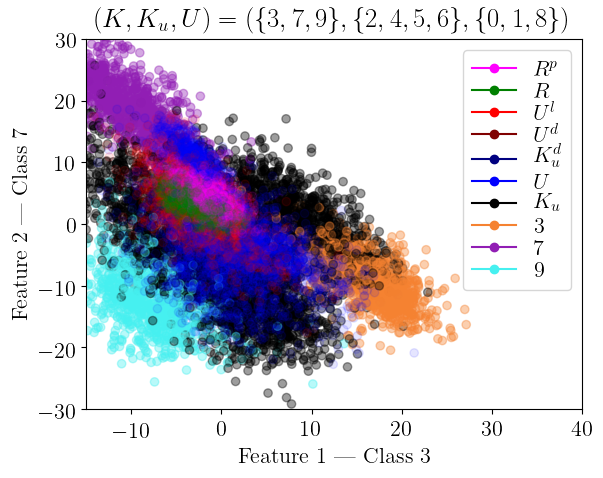 (K, K_u, U) = ({3, 7, 9}, {2, 4, 5, 6}, {0, 1, 8})
30
20
10
0
−10
−20
−30
Feature 2 — Class 7
R^p
R
U^l
U^d
K_u^d
U
K_u
3
7
9
−10
0
10
20
30
40
Feature 1 — Class 3